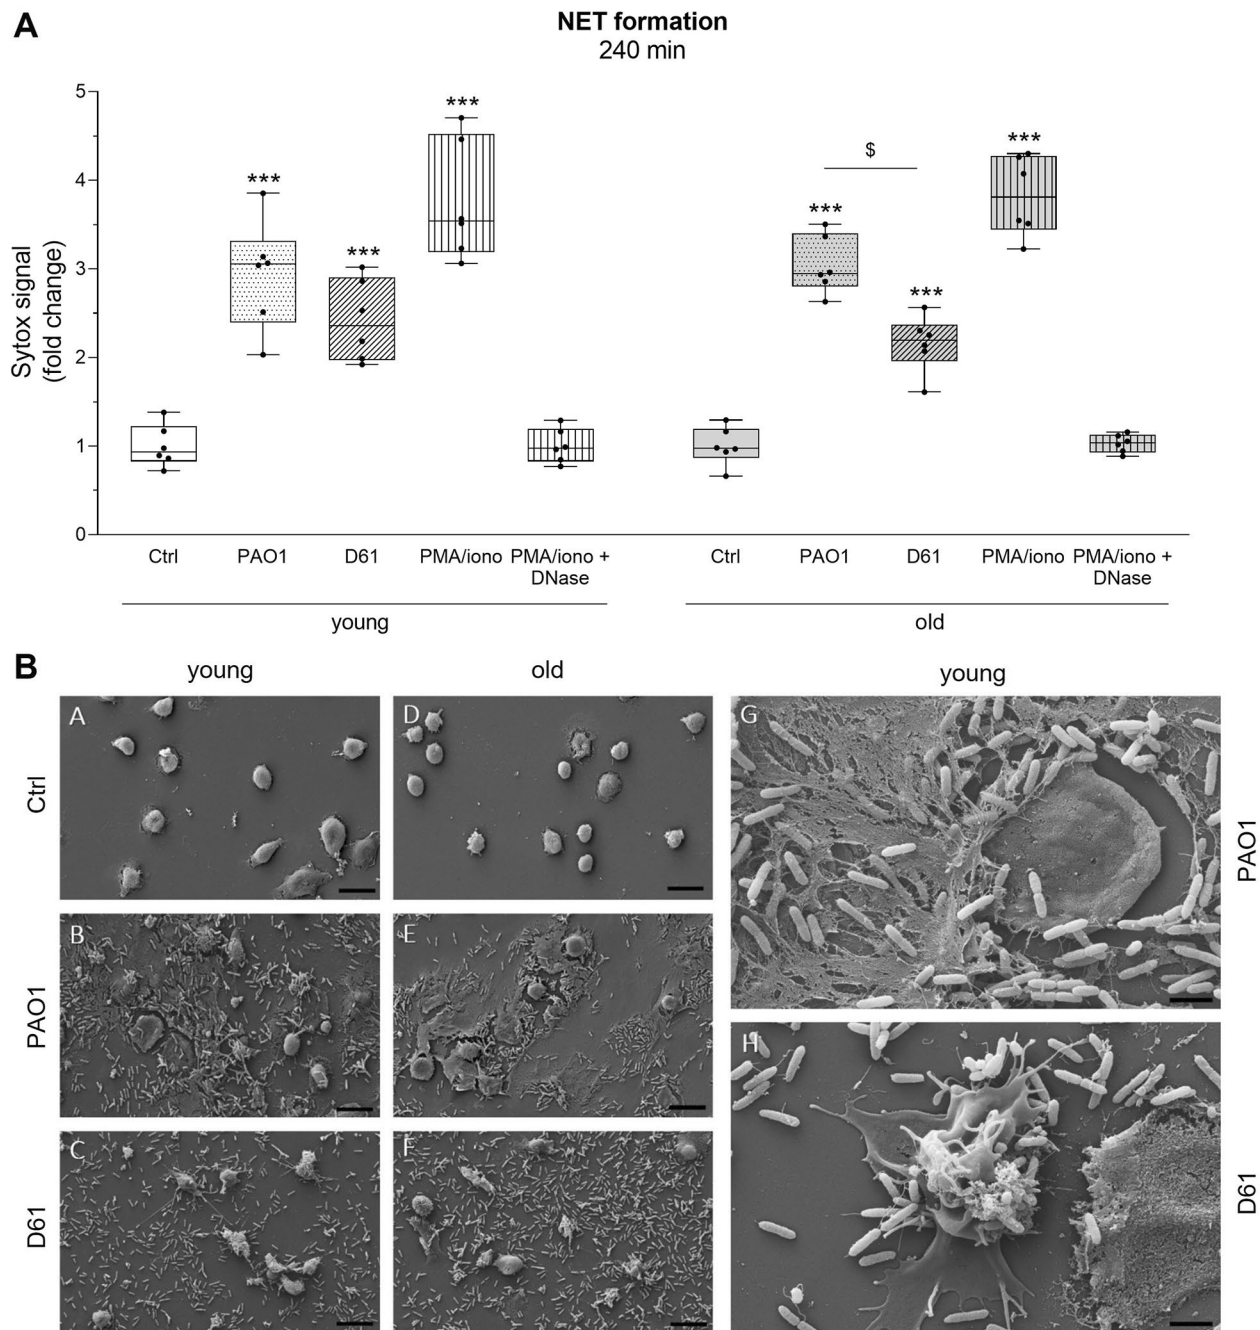 A
NET formation
240 min
Sytox signal
(fold change)
5
4
3
2
1
0
***
***
***
$
***
***
***
Ctrl
PAO1
D61
PMA/iono
PMA/iono +
DNase
Ctrl
PAO1
D61
PMA/iono
PMA/iono +
DNase
young
old
B
young
old
young
Ctrl
A
D
G
PAO1
PAO1
B
E
D61
C
F
H
D61